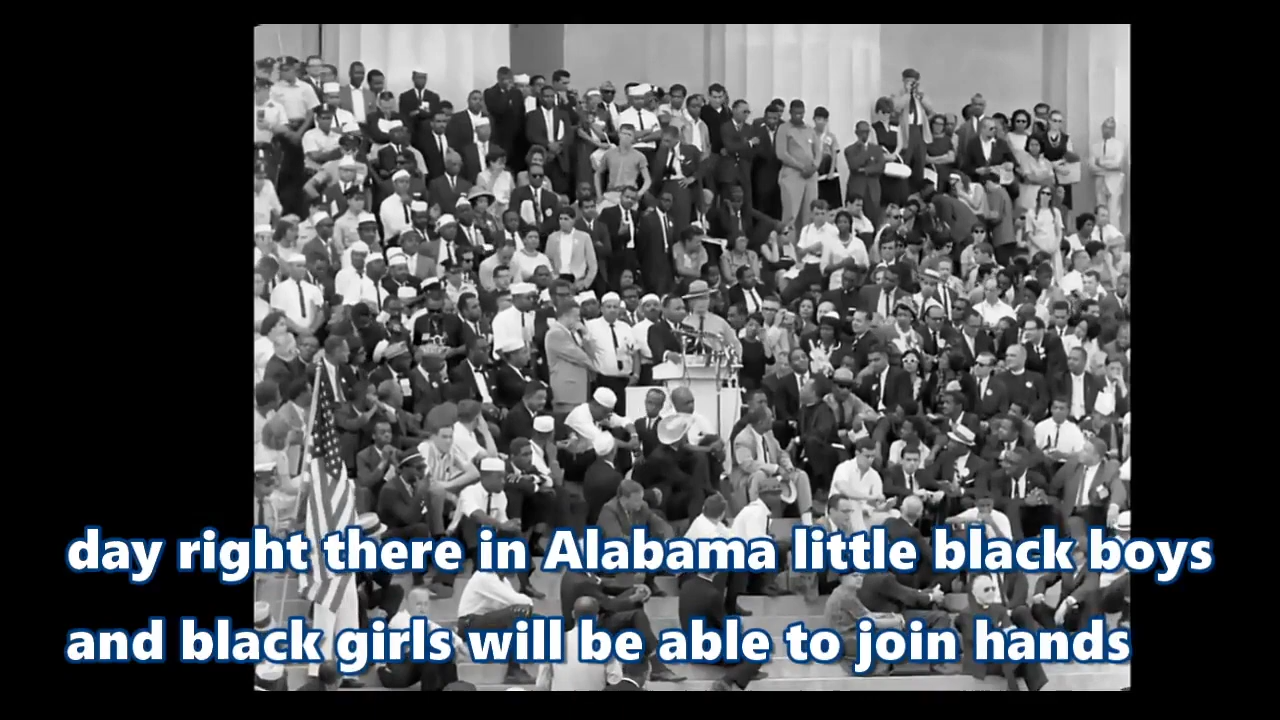 day right there in Alabama little black boys
and black girls will be able to join hands